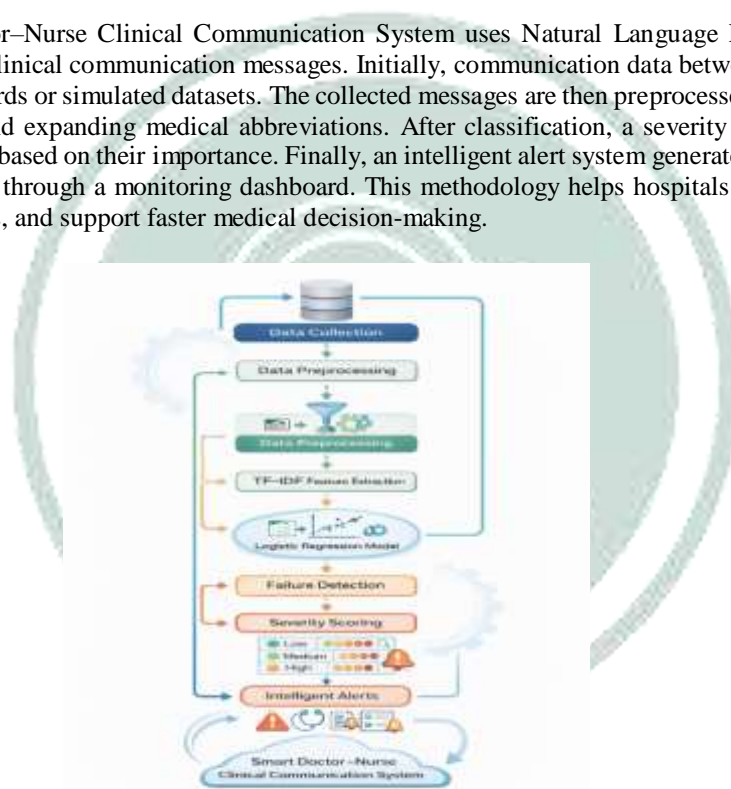 or–Nurse Clinical Communication System uses Natural Language
linical communication messages. Initially, communication data betw
rds or simulated datasets. The collected messages are then preprocesse
nd expanding medical abbreviations. After classification, a severity
based on their importance. Finally, an intelligent alert system generat
through a monitoring dashboard. This methodology helps hospitals
s, and support faster medical decision-making.
Data Collection
Data Preprocessing
Data Preprocessing
TF-IDF Feature Extraction
Logistic Regression Model
Failure Detection
Severity Scoring
Low
Medium
High
Intelligent Alerts
Smart Doctor-Nurse
Clinical Communication System